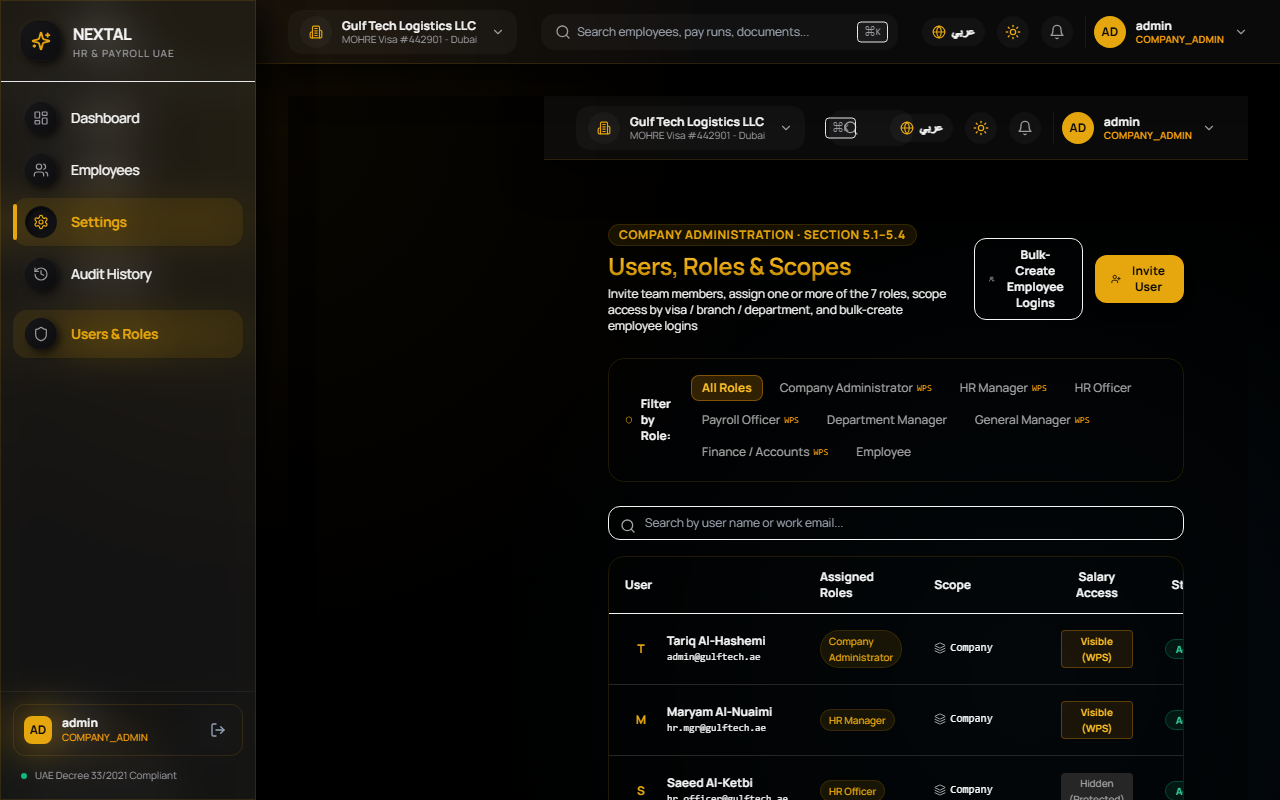 NEXTAL
HR & PAYROLL UAE
Dashboard
Employees
Settings
Audit History
Users & Roles
AD
admin
COMPANY_ADMIN
UAE Decree 33/2021 Compliant
Gulf Tech Logistics LLC
MOHRE Visa #442901 - Dubai
Search employees, pay runs, documents...
⌘K
عربي
AD
admin
COMPANY_ADMIN
Gulf Tech Logistics LLC
MOHRE Visa #442901 - Dubai
عربي
AD
admin
COMPANY_ADMIN
COMPANY ADMINISTRATION · SECTION 5.1–5.4
Users, Roles & Scopes
Invite team members, assign one or more of the 7 roles, scope
access by visa / branch / department, and bulk-create
employee logins
Bulk-
Create
Employee
Logins
Invite
User
Filter
by
Role:
All Roles
Company Administrator WPS
HR Manager WPS
HR Officer
Payroll Officer WPS
Department Manager
General Manager WPS
Finance / Accounts WPS
Employee
Search by user name or work email...
User
Assigned
Roles
Scope
Salary
Access
T
Tariq Al-Hashemi
admin@gulftech.ae
Company
Administrator
Company
Visible
(WPS)
M
Maryam Al-Nuaimi
hr.mgr@gulftech.ae
HR Manager
Company
Visible
(WPS)
S
Saeed Al-Ketbi
hr.officer@gulftech.ae
HR Officer
Company
Hidden
(Protected)